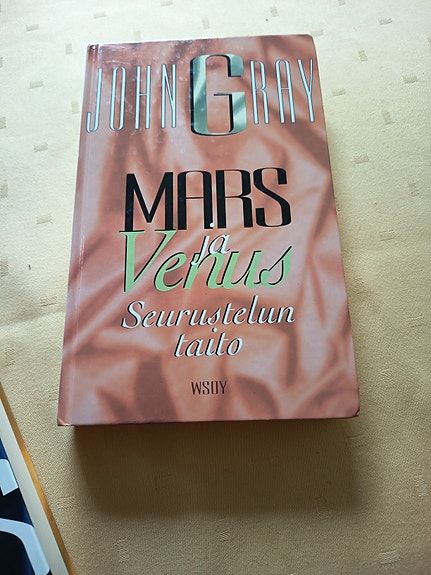 JOHN GRAY
MARS
ja
Venus
Seurustelun
taito
WSOY